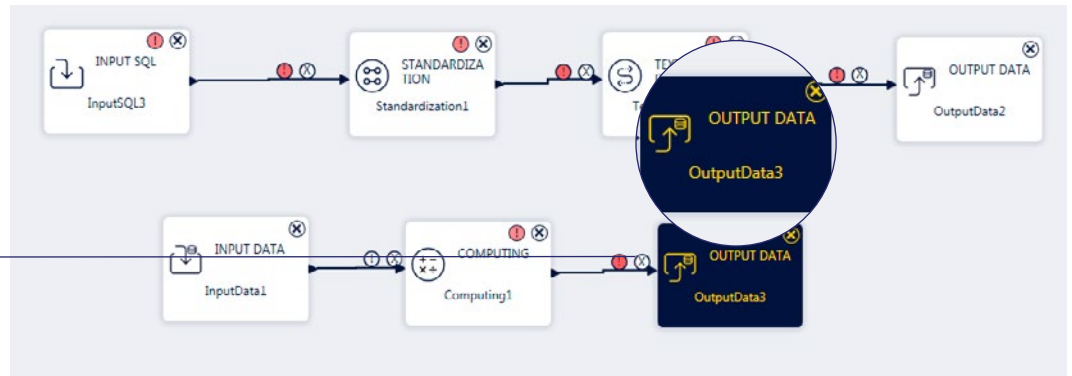 INPUT SQL
InputSQL3
STANDARDIZA
TION
Standardization1
OUTPUT DATA
OutputData2
OUTPUT DATA
OutputData3
INPUT DATA
InputData1
COMPUTING
Computing1
OUTPUT DATA
OutputData3